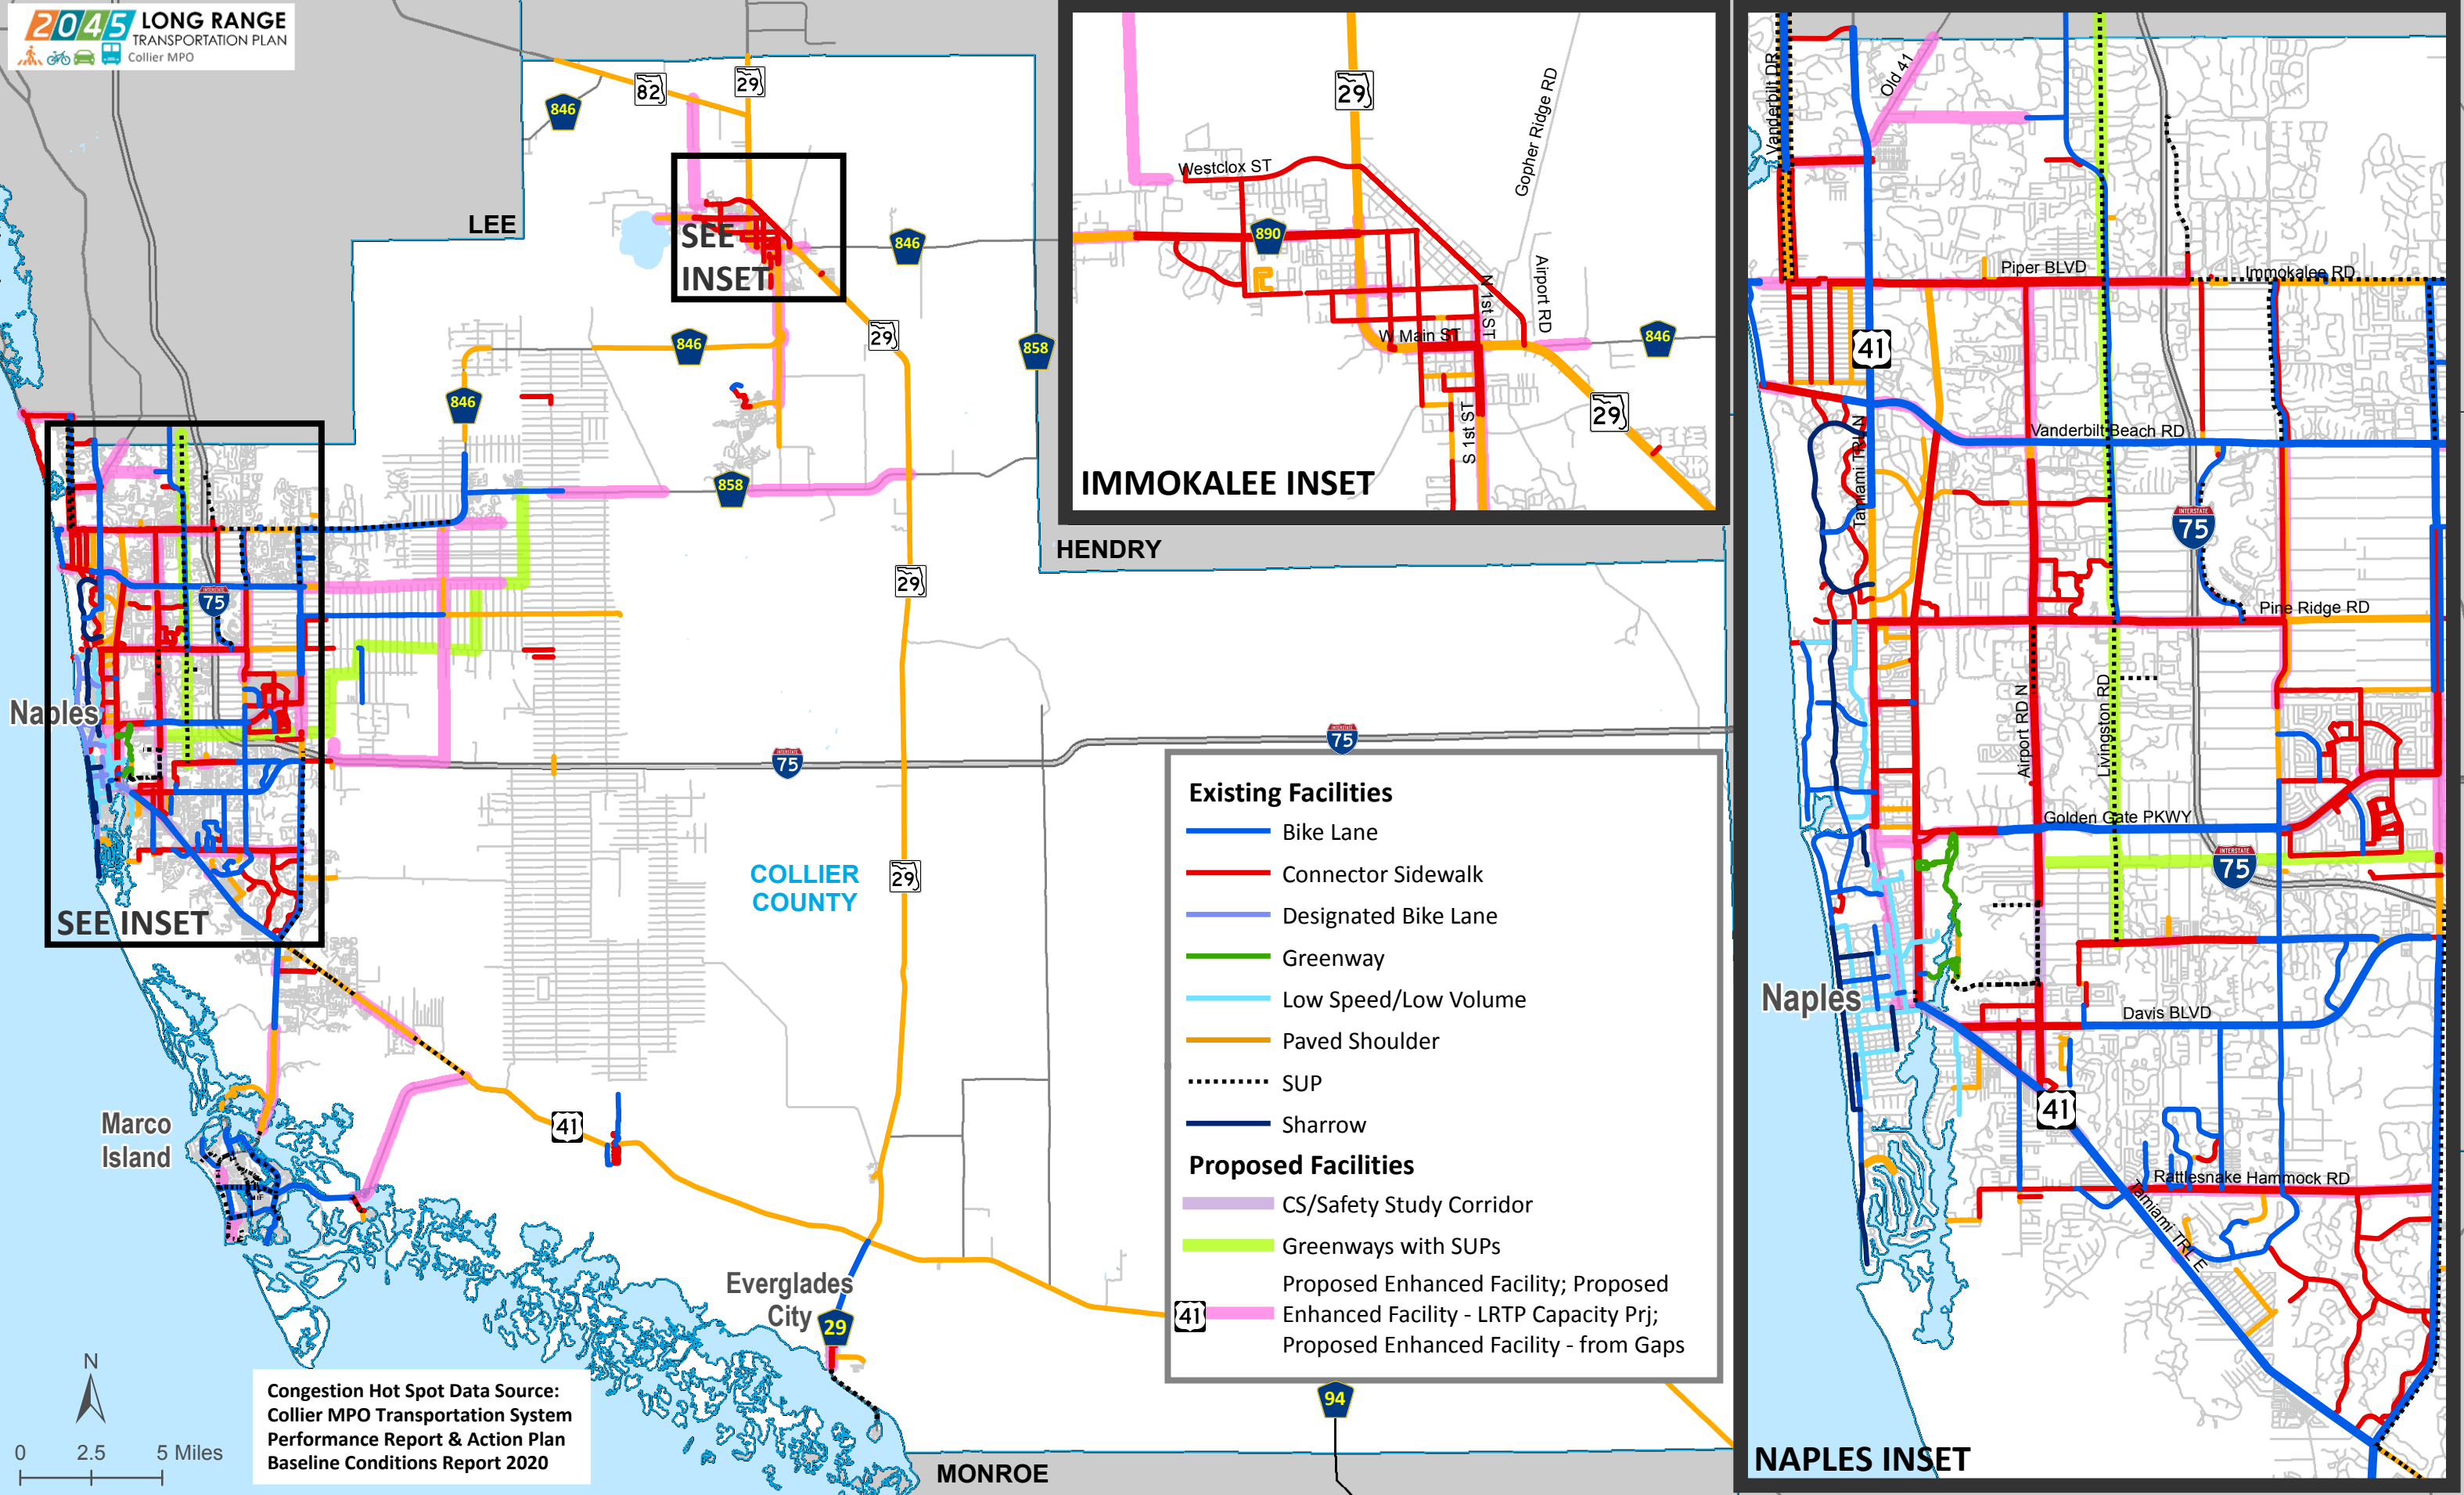 2045 LONG RANGE
TRANSPORTATION PLAN
Collier MPO
82
29
846
LEE
SEE
INSET
846
29
846
858
846
858
HENDRY
29
75
Naples
75
75
SEE INSET
COLLIER
COUNTY
29
Marco
Island
41
Everglades
City
29
41
94
MONROE
N
0 2.5 5 Miles
Congestion Hot Spot Data Source:
Collier MPO Transportation System
Performance Report & Action Plan
Baseline Conditions Report 2020
29
Gopher Ridge RD
Westclox ST
890
Airport RD
N 1st ST
W Main ST
846
29
S 1st ST
IMMOKALEE INSET
Existing Facilities
Bike Lane
Connector Sidewalk
Designated Bike Lane
Greenway
Low Speed/Low Volume
Paved Shoulder
SUP
Sharrow
Proposed Facilities
CS/Safety Study Corridor
Greenways with SUPs
Proposed Enhanced Facility; Proposed
Enhanced Facility - LRTP Capacity Prj;
Proposed Enhanced Facility - from Gaps
Vanderbilt DR
Old 41
Piper BLVD
Immokalee RD
41
Tamiami TRL N
Vanderbilt Beach RD
INTERSTATE
75
Pine Ridge RD
Airport RD N
Livingston RD
Golden Gate PKWY
INTERSTATE
75
Naples
Davis BLVD
41
Rattlesnake Hammock RD
Tamiami TRL E
NAPLES INSET